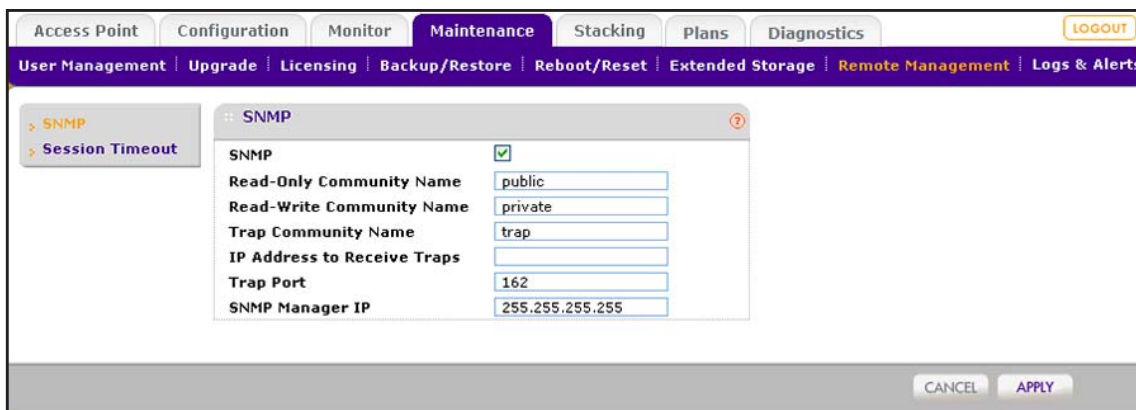 Access Point Configuration Monitor Maintenance Stacking Plans Diagnostics LOGOUT
User Management Upgrade Licensing Backup/Restore Reboot/Reset Extended Storage Remote Management Logs & Alerts
SNMP
Session Timeout
SNMP ?
SNMP
Read-Only Community Name public
Read-Write Community Name private
Trap Community Name trap
IP Address to Receive Traps
Trap Port 162
SNMP Manager IP 255.255.255.255
CANCEL APPLY